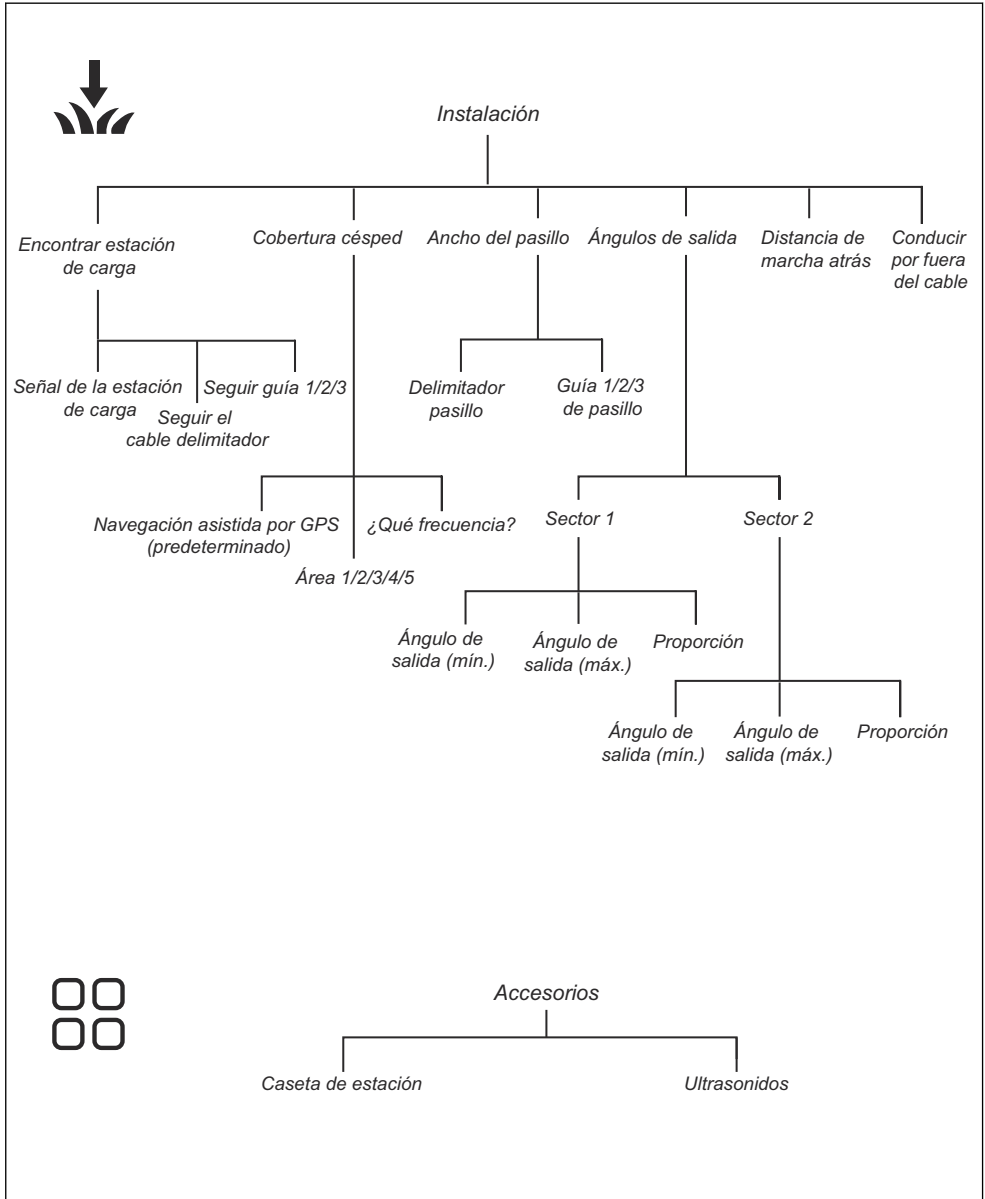 Instalación
Encontrar estación
de carga
Cobertura césped
Ancho del pasillo
Ángulos de salida
Distancia de
marcha atrás
Conducir
por fuera
del cable
Señal de la estación
de carga
Seguir el
cable delimitador
Seguir guía 1/2/3
Delimitador
pasillo
Guía 1/2/3
de pasillo
Navegación asistida por GPS
(predeterminado)
Área 1/2/3/4/5
¿Qué frecuencia?
Sector 1
Sector 2
Ángulo de
salida (mín.)
Ángulo de
salida (máx.)
Proporción
Ángulo de
salida (mín.)
Ángulo de
salida (máx.)
Proporción
Accesorios
Caseta de estación
Ultrasonidos